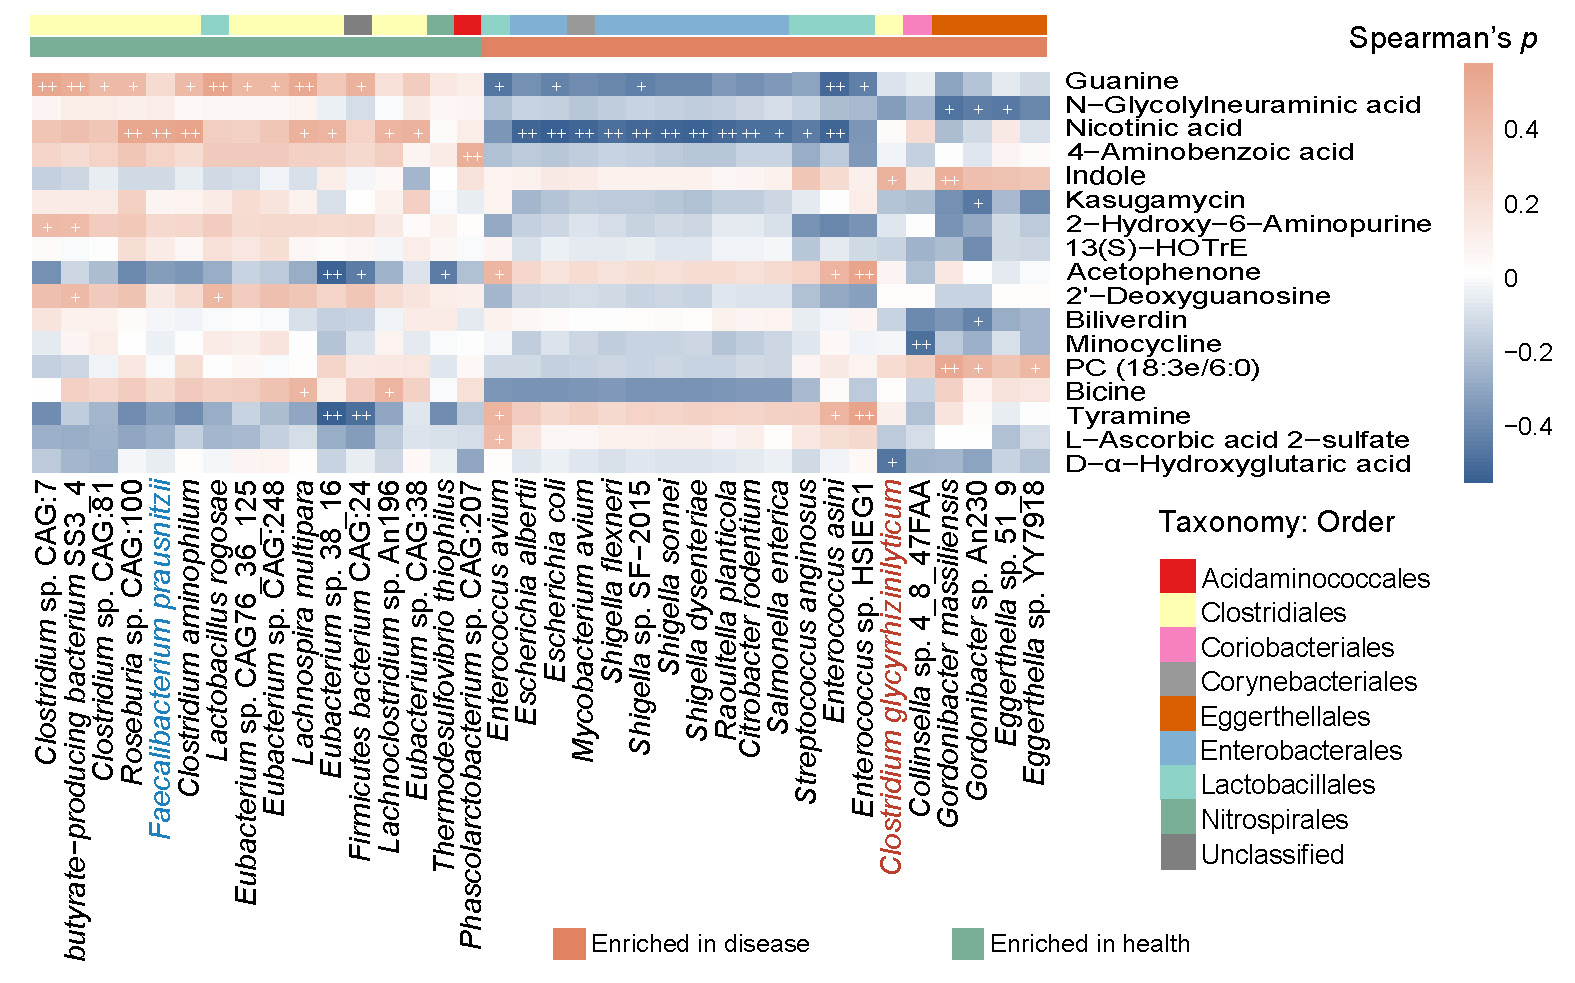 Spearman's p
0.4
0.2
0
−0.2
−0.4
Guanine
N−Glycolylneuraminic acid
Nicotinic acid
4−Aminobenzoic acid
Indole
Kasugamycin
2−Hydroxy−6−Aminopurine
13(S)−HOTrE
Acetophenone
2'−Deoxyguanosine
Biliverdin
Minocycline
PC (18:3e/6:0)
Bicine
Tyramine
L−Ascorbic acid 2−sulfate
D−α−Hydroxyglutaric acid
Clostridium sp. CAG:7
butyrate−producing bacterium SS3_4
Clostridium sp. CAG:81
Roseburia sp. CAG:100
Faecalibacterium prausnitzii
Clostridium aminophilum
Lactobacillus rogosae
Eubacterium sp. CAG76_36_125
Eubacterium sp. CAG:248
Lachnospira multipara
Eubacterium sp. 38_16
Firmicutes bacterium CAG:24
Lachnoclostridium sp. An196
Eubacterium sp. CAG:38
Thermodesulfovibrio thiophilus
Phascolarctobacterium sp. CAG:207
Enterococcus avium
Escherichia albertii
Escherichia coli
Mycobacterium avium
Shigella flexneri
Shigella sp. SF−2015
Shigella sonnei
Shigella dysenteriae
Raoultella planticola
Citrobacter rodentium
Salmonella enterica
Streptococcus anginosus
Enterococcus asini
Enterococcus sp. HSIEG1
Clostridium glycyrrhizinilyticum
Collinsella sp. 4_8_47FAA
Gordonibacter massiliensis
Gordonibacter sp. An230
Eggerthella sp. 51_9
Eggerthella sp. YY7918
Taxonomy: Order
Acidaminococcales
Clostridiales
Coriobacteriales
Corynebacteriales
Eggerthellales
Enterobacterales
Lactobacillales
Nitrospirales
Unclassified
Enriched in disease
Enriched in health